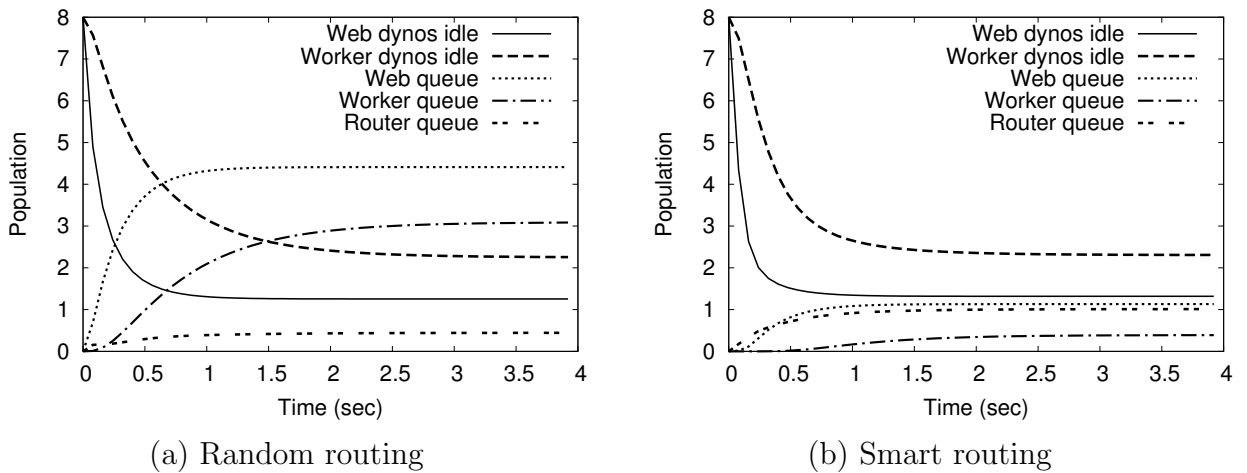 8
7
6
5
4
3
2
1
0
Population
Web dynos idle
Worker dynos idle
Web queue
Worker queue
Router queue
0 0.5 1 1.5 2 2.5 3 3.5 4
Time (sec)
(a) Random routing
8
7
6
5
4
3
2
1
0
Population
Web dynos idle
Worker dynos idle
Web queue
Worker queue
Router queue
0 0.5 1 1.5 2 2.5 3 3.5 4
Time (sec)
(b) Smart routing